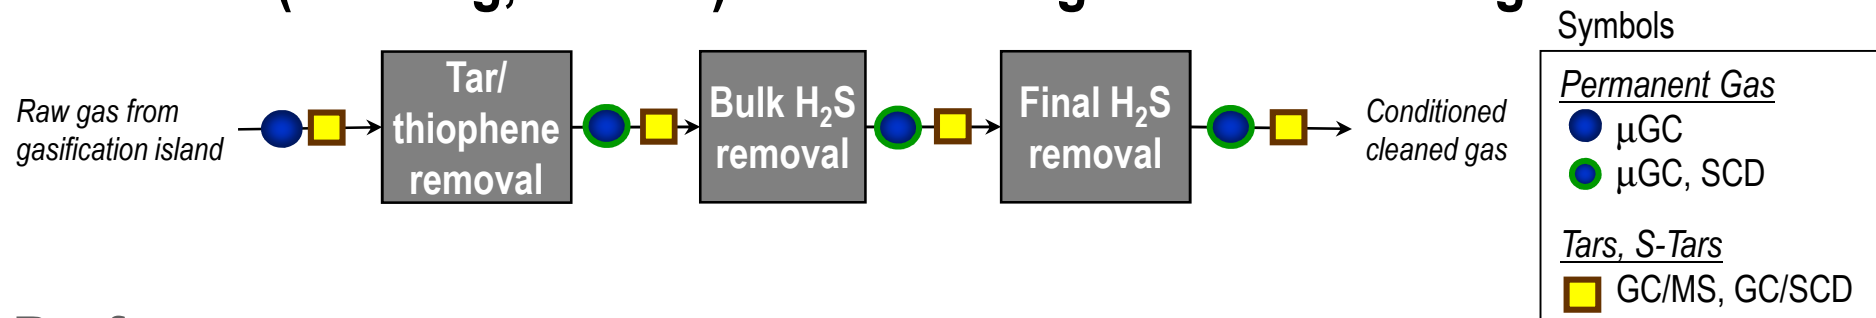 Symbols
Raw gas from
gasification island
Tar/
thiophene
removal
Bulk H₂S
removal
Final H₂S
removal
Conditioned
cleaned gas
Permanent Gas
μGC
μGC, SCD
Tars, S-Tars
GC/MS, GC/SCD